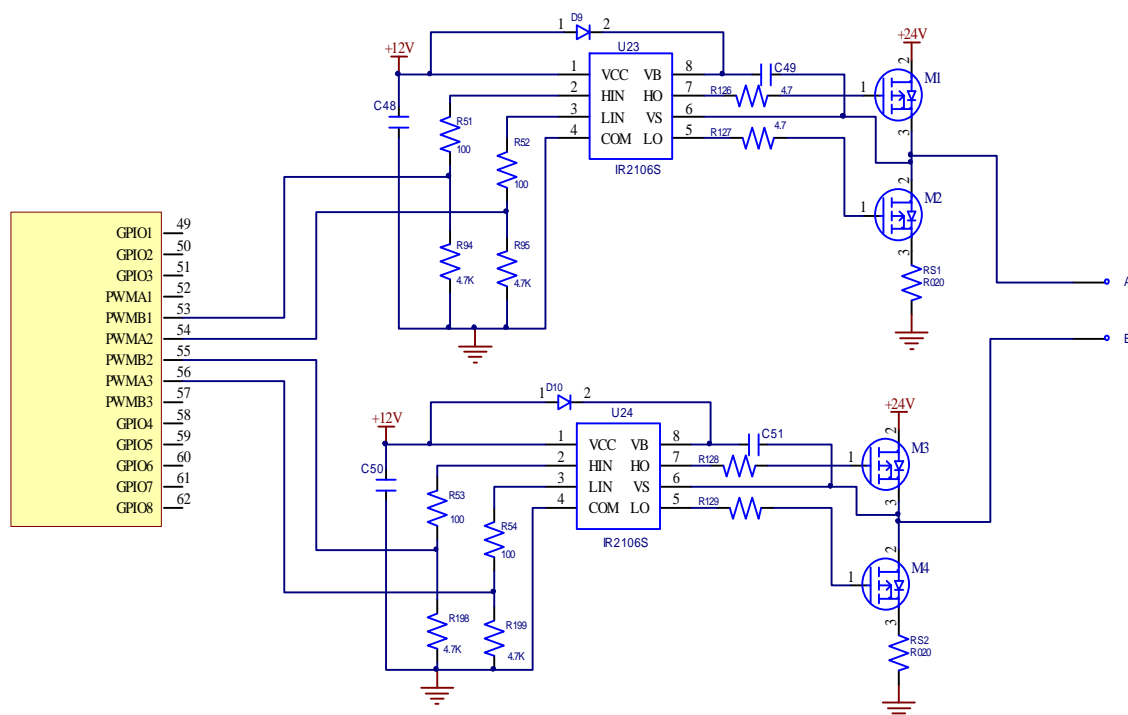 D9
1 2
+12V
U23
+24V
1 VCC VB 8
2 HIN HO 7
3 LIN VS 6
4 COM LO 5
IR2106S
C48
R51
100
R52
100
R94
4.7K
R95
4.7K
C49
R126 4.7
R127 4.7
2
1
M1
3
2
1
M2
3
RS1
R020
A
GPIO1 49
GPIO2 50
GPIO3 51
PWMA1 52
PWMB1 53
PWMA2 54
PWMB2 55
PWMA3 56
PWMB3 57
GPIO4 58
GPIO5 59
GPIO6 60
GPIO7 61
GPIO8 62
D10
1 2
+12V
U24
+24V
1 VCC VB 8
2 HIN HO 7
3 LIN VS 6
4 COM LO 5
IR2106S
C50
R53
100
R54
100
R198
4.7K
R199
4.7K
C51
R128
R129
2
1
M3
3
2
1
M4
3
RS2
R020